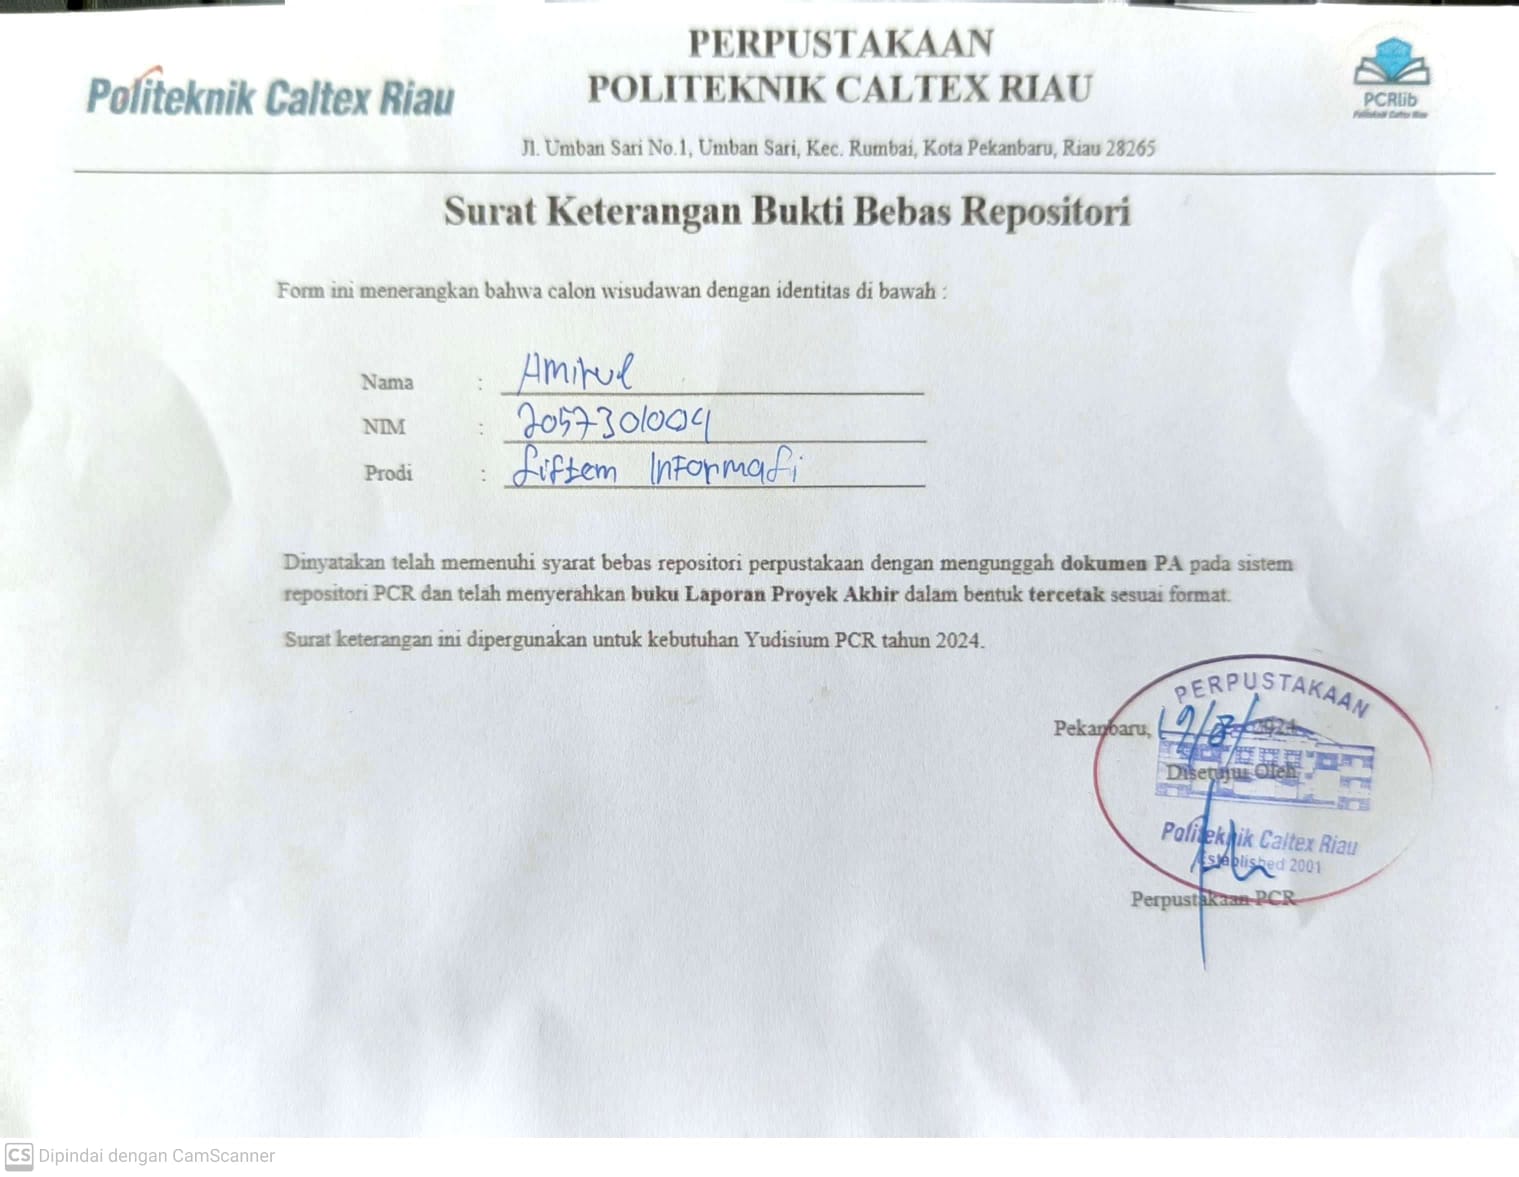 PERPUSTAKAAN
POLITEKNIK CALTEX RIAU
Politeknik Caltex Riau
PCRlib
Politeknik Caltex Riau
Jl. Umban Sari No.1, Umban Sari, Kec. Rumbai, Kota Pekanbaru, Riau 28265
Surat Keterangan Bukti Bebas Repositori
Form ini menerangkan bahwa calon wisudawan dengan identitas di bawah :
Nama : Amirul
NIM : 2057301004
Prodi : Sistem Informasi
Dinyatakan telah memenuhi syarat bebas repositori perpustakaan dengan mengunggah dokumen PA pada sistem
repositori PCR dan telah menyerahkan buku Laporan Proyek Akhir dalam bentuk tercetak sesuai format.
Surat keterangan ini dipergunakan untuk kebutuhan Yudisium PCR tahun 2024.
PERPUSTAKAAN
Pekanbaru, 19/8/2024
Disetujui Oleh
Politeknik Caltex Riau
Established 2001
Perpustakaan PCR
CS Dipindai dengan CamScanner